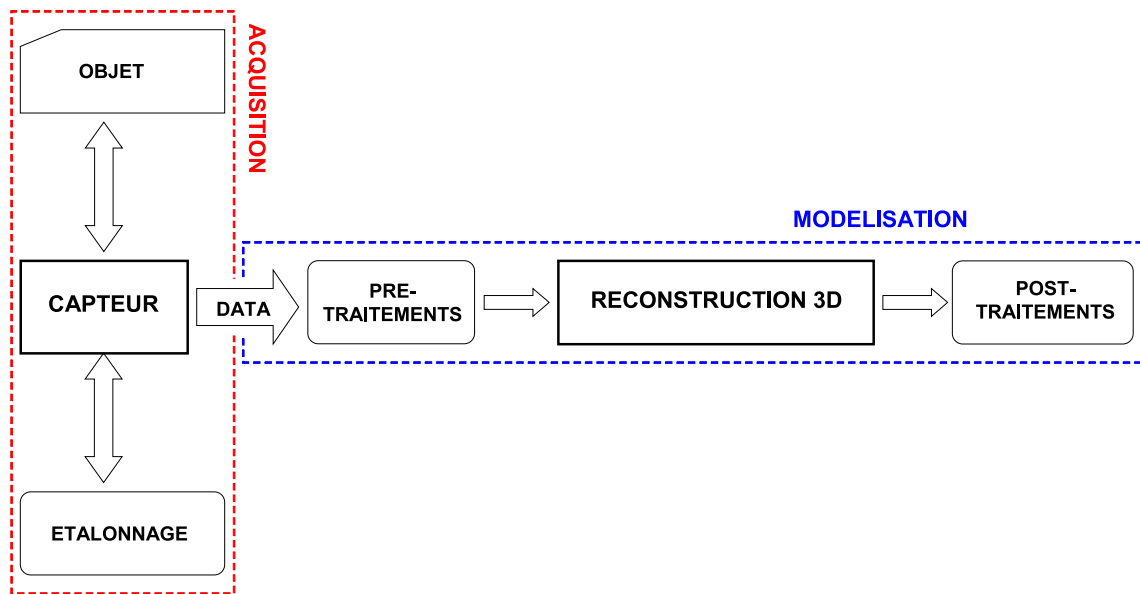 OBJET
ACQUISITION
MODELISATION
CAPTEUR
DATA
PRE-
TRAITEMENTS
RECONSTRUCTION 3D
POST-
TRAITEMENTS
ETALONNAGE